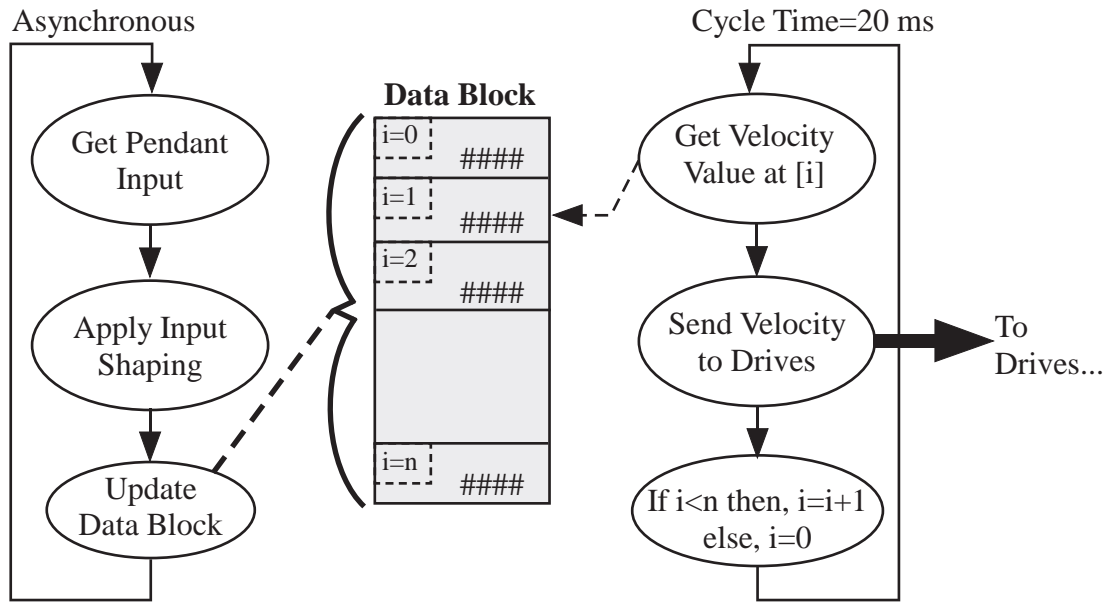 Asynchronous
Get Pendant
Input
Apply Input
Shaping
Update
Data Block
Data Block
i=0
####
i=1
####
i=2
####
i=n
####
Cycle Time=20 ms
Get Velocity
Value at [i]
Send Velocity
to Drives
To
Drives...
If i<n then, i=i+1
else, i=0